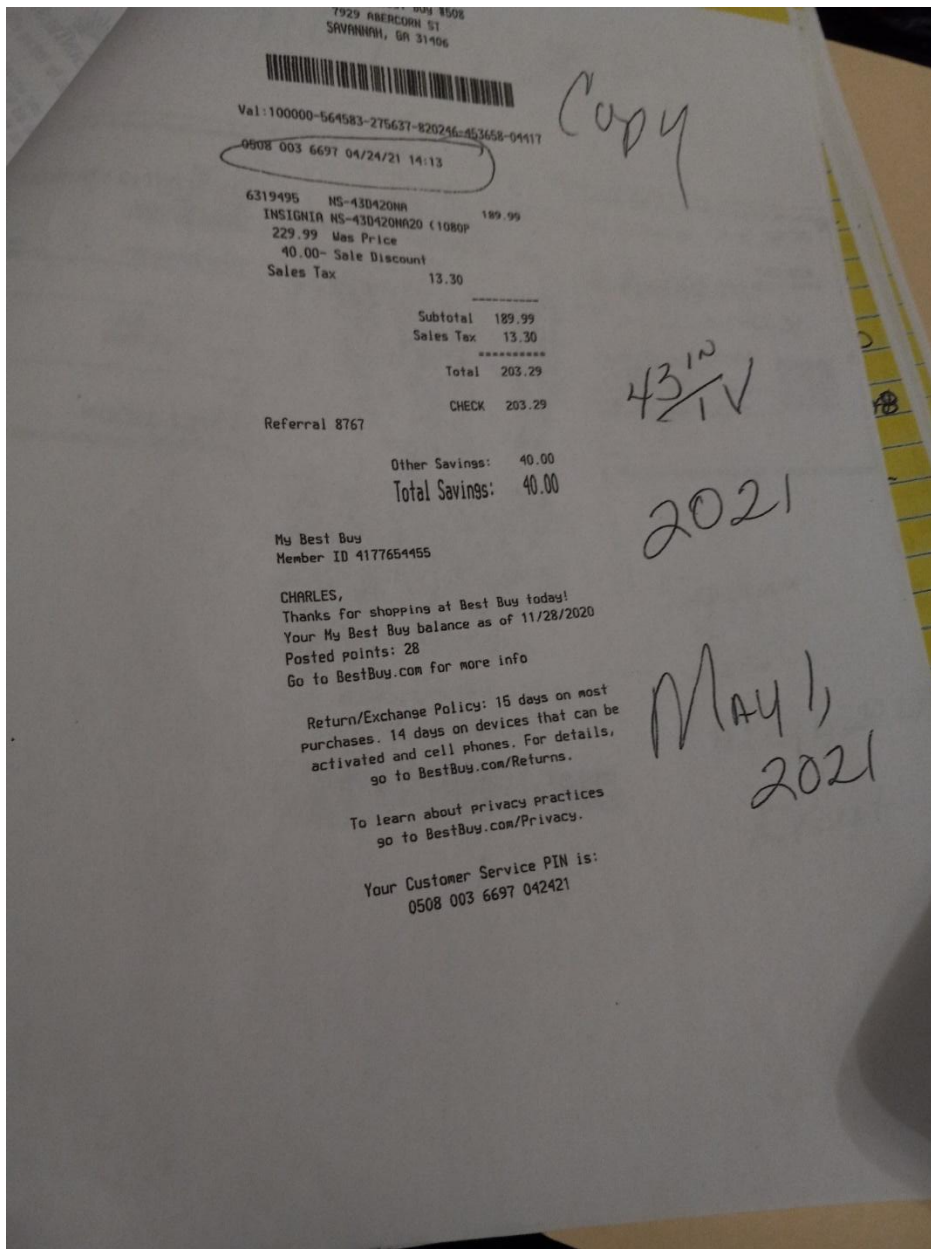 Buy #508
7929 ABERCORN ST
SAVANNAH, GA 31406
Copy
Val:100000-564583-275637-820246-453658-04417
0508 003 6697 04/24/21 14:13
6319495 NS-43D420NA 189.99
INSIGNIA NS-43D420NA20 (1080P
229.99 Was Price
40.00- Sale Discount
Sales Tax 13.30
Subtotal 189.99
Sales Tax 13.30
Total 203.29
43 IN TV
CHECK 203.29
Referral 8767
Other Savings: 40.00
Total Savings: 40.00
2021
My Best Buy
Member ID 4177654455
CHARLES,
Thanks for shopping at Best Buy today!
Your My Best Buy balance as of 11/28/2020
Posted points: 28
Go to BestBuy.com for more info
Return/Exchange Policy: 15 days on most
purchases. 14 days on devices that can be
activated and cell phones. For details,
go to BestBuy.com/Returns.
May 1,
2021
To learn about privacy practices
go to BestBuy.com/Privacy.
Your Customer Service PIN is:
0508 003 6697 042421